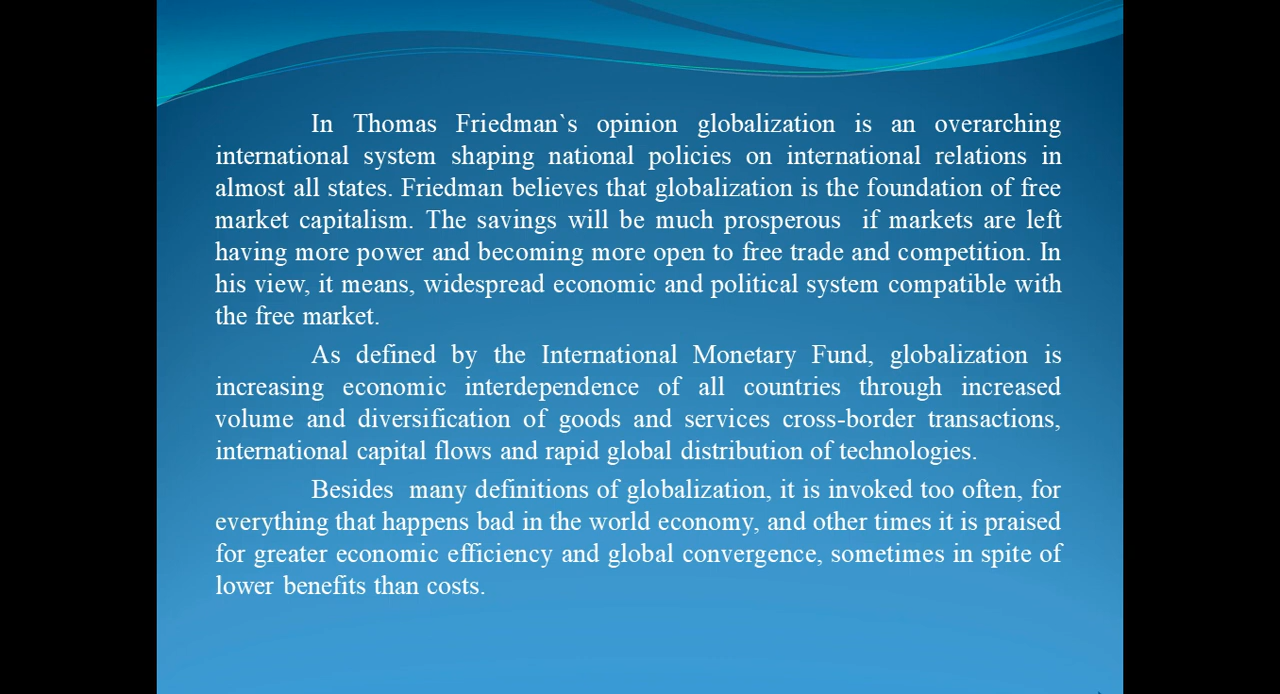 In Thomas Friedman`s opinion globalization is an overarching
international system shaping national policies on international relations in
almost all states. Friedman believes that globalization is the foundation of free
market capitalism. The savings will be much prosperous  if markets are left
having more power and becoming more open to free trade and competition. In
his view, it means, widespread economic and political system compatible with
the free market.
As defined by the International Monetary Fund, globalization is
increasing economic interdependence of all countries through increased
volume and diversification of goods and services cross-border transactions,
international capital flows and rapid global distribution of technologies.
Besides  many definitions of globalization, it is invoked too often, for
everything that happens bad in the world economy, and other times it is praised
for greater economic efficiency and global convergence, sometimes in spite of
lower benefits than costs.